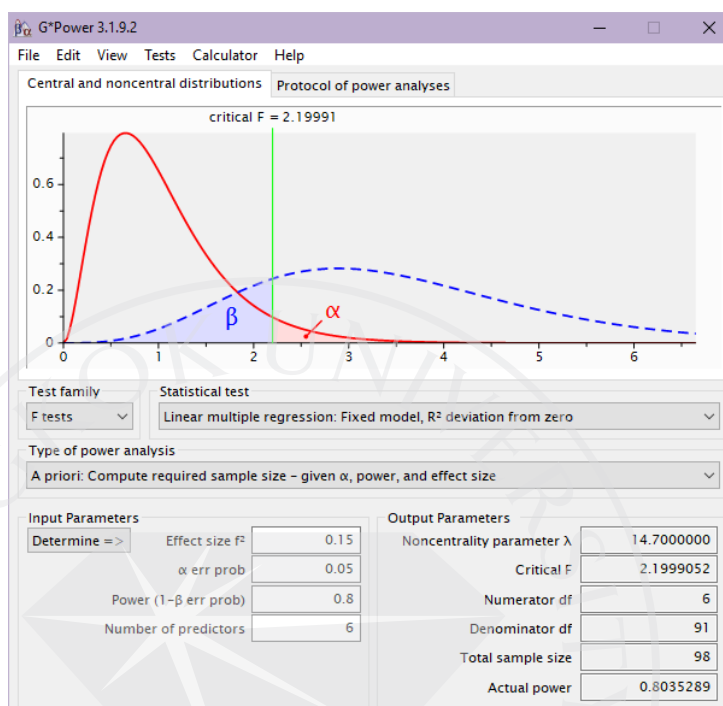 G*Power 3.1.9.2
File Edit View Tests Calculator Help
Central and noncentral distributions Protocol of power analyses
critical F = 2.19991
0.6
0.4
0.2
0
β
α
0 1 2 3 4 5 6
Test family Statistical test
F tests Linear multiple regression: Fixed model, R² deviation from zero
Type of power analysis
A priori: Compute required sample size - given α, power, and effect size
Input Parameters Output Parameters
Determine => Effect size f² 0.15 Noncentrality parameter λ 14.7000000
α err prob 0.05 Critical F 2.1999052
Power (1-β err prob) 0.8 Numerator df 6
Number of predictors 6 Denominator df 91
Total sample size 98
Actual power 0.8035289